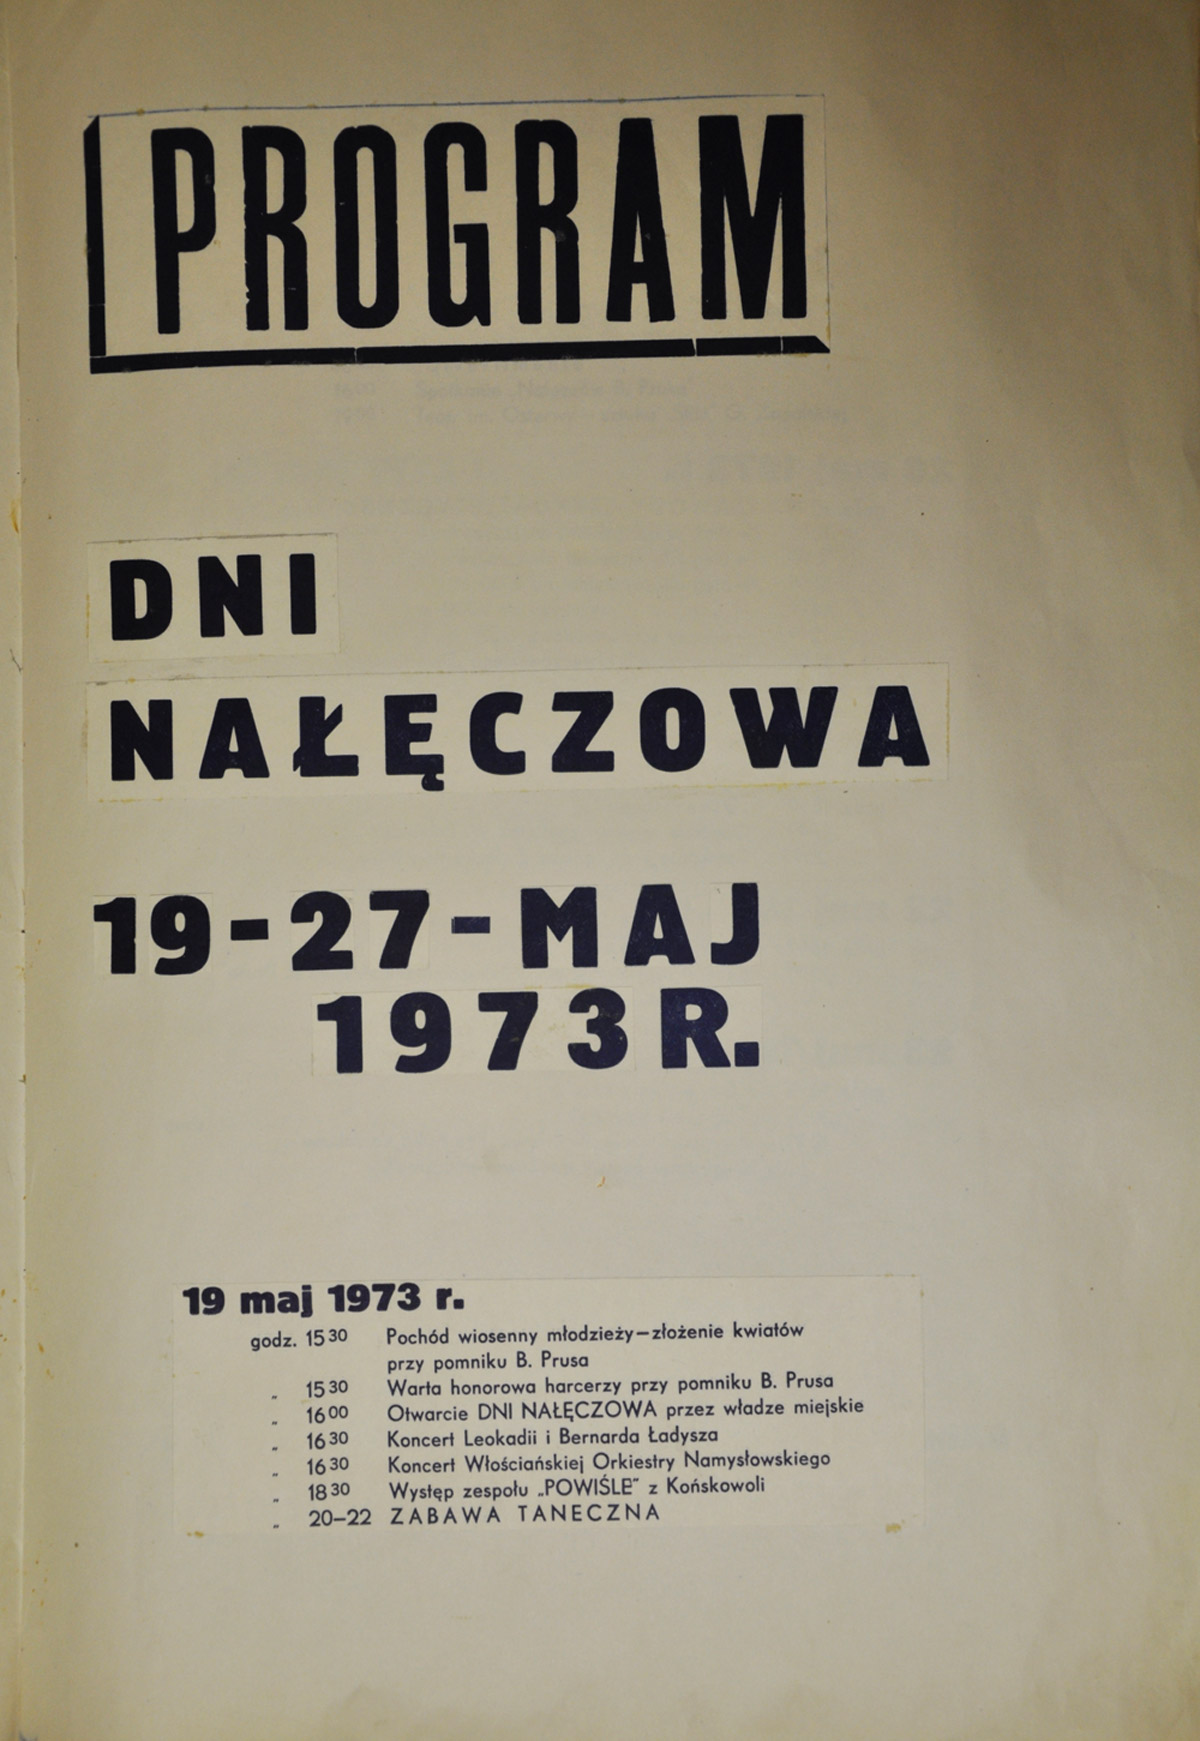 PROGRAM
DNI
NAŁĘCZOWA
19-27-MAJ
1973 R.
19 maj 1973 r.
godz. 15 30 Pochód wiosenny młodzieży—złożenie kwiatów
przy pomniku B. Prusa
„ 15 30 Warta honorowa harcerzy przy pomniku B. Prusa
„ 16 00 Otwarcie DNI NAŁĘCZOWA przez władze miejskie
„ 16 30 Koncert Leokadii i Bernarda Ładysza
„ 16 30 Koncert Włościańskiej Orkiestry Namysłowskiego
„ 18 30 Występ zespołu „POWIŚLE" z Końskowoli
„ 20—22 ZABAWA TANECZNA